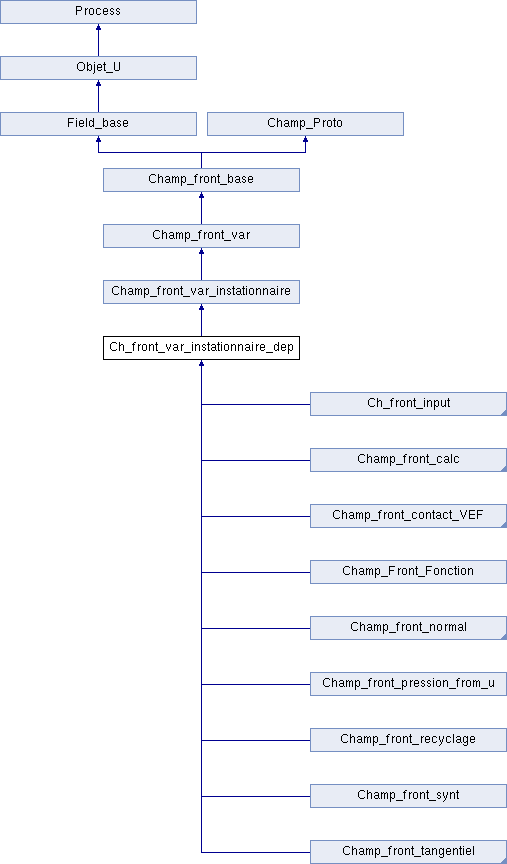 Process
Objet_U
Field_base
Champ_Proto
Champ_front_base
Champ_front_var
Champ_front_var_instationnaire
Ch_front_var_instationnaire_dep
Ch_front_input
Champ_front_calc
Champ_front_contact_VEF
Champ_Front_Fonction
Champ_front_normal
Champ_front_pression_from_u
Champ_front_recyclage
Champ_front_synt
Champ_front_tangentiel